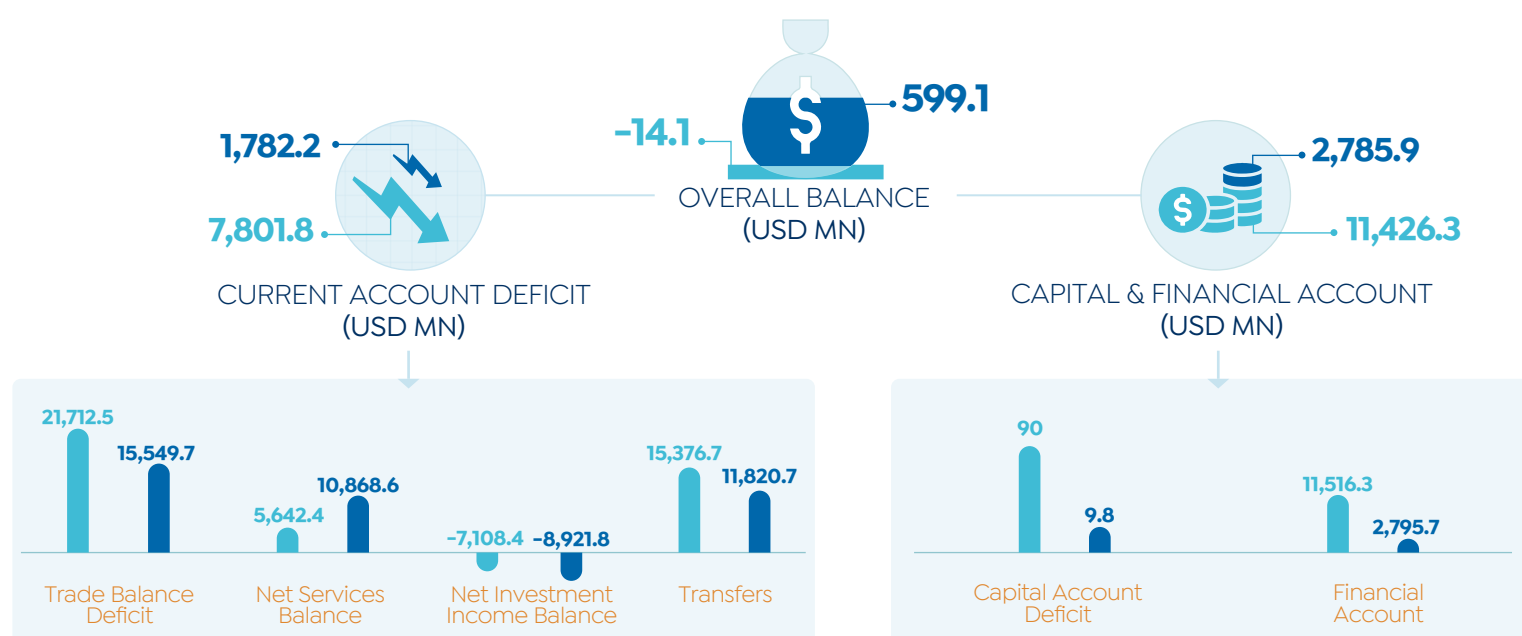 599.1
-14.1
OVERALL BALANCE
(USD MN)
1,782.2
7,801.8
CURRENT ACCOUNT DEFICIT
(USD MN)
2,785.9
11,426.3
CAPITAL & FINANCIAL ACCOUNT
(USD MN)
21,712.5
15,549.7
Trade Balance
Deficit
5,642.4
10,868.6
Net Services
Balance
-7,108.4
-8,921.8
Net Investment
Income Balance
15,376.7
11,820.7
Transfers
90
9.8
Capital Account
Deficit
11,516.3
2,795.7
Financial
Account